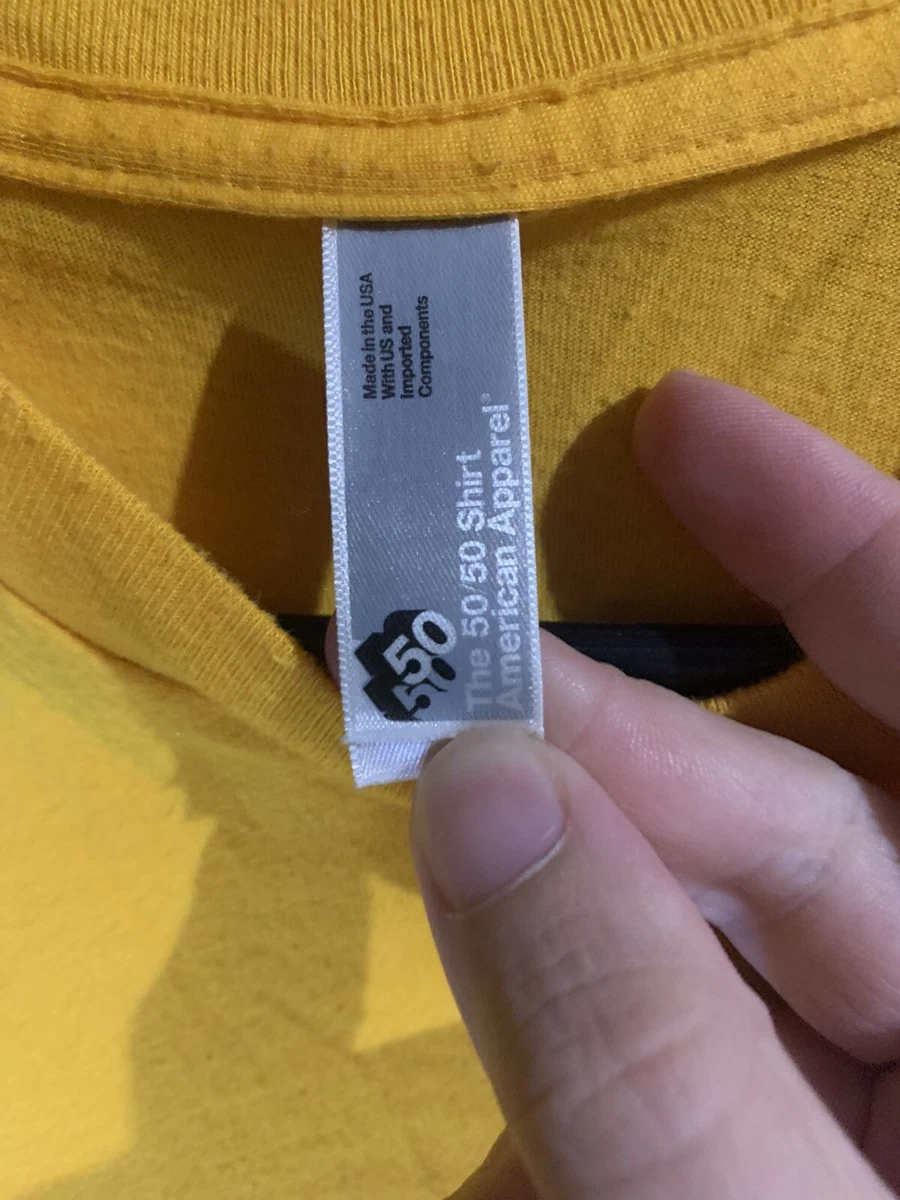 Made in the USA
With US and
Imported
Components
50
50
The 50/50 Shirt
American Apparel®